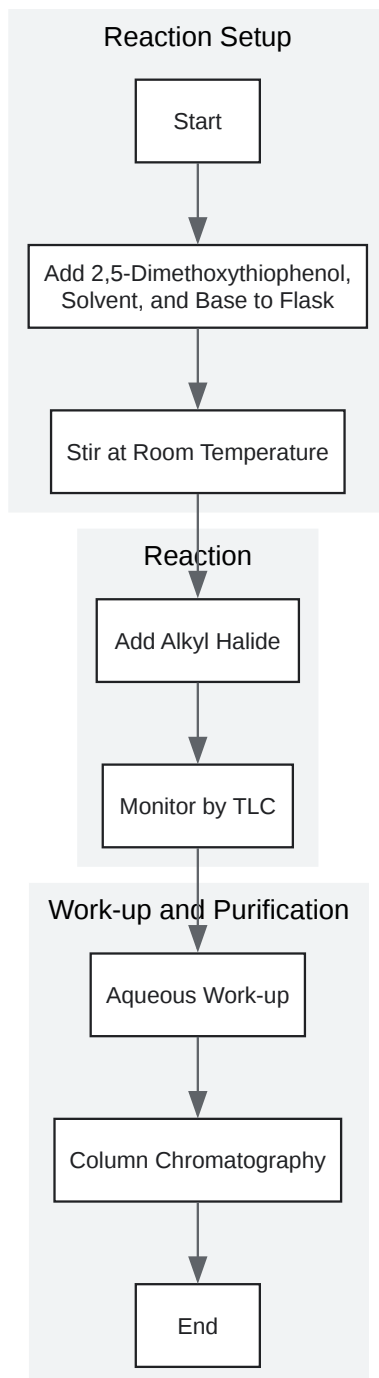 Reaction Setup
Start
Add 2,5-Dimethoxythiophenol,
Solvent, and Base to Flask
Stir at Room Temperature
Reaction
Add Alkyl Halide
Monitor by TLC
Work-up and Purification
Aqueous Work-up
Column Chromatography
End